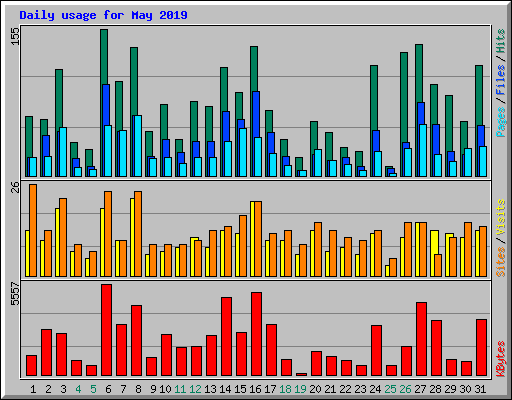 Daily usage for May 2019
155
Pages / Files / Hits
26
Sites / Visits
5557
KBytes
1 2 3 4 5 6 7 8 9 10 11 12 13 14 15 16 17 18 19 20 21 22 23 24 25 26 27 28 29 30 31